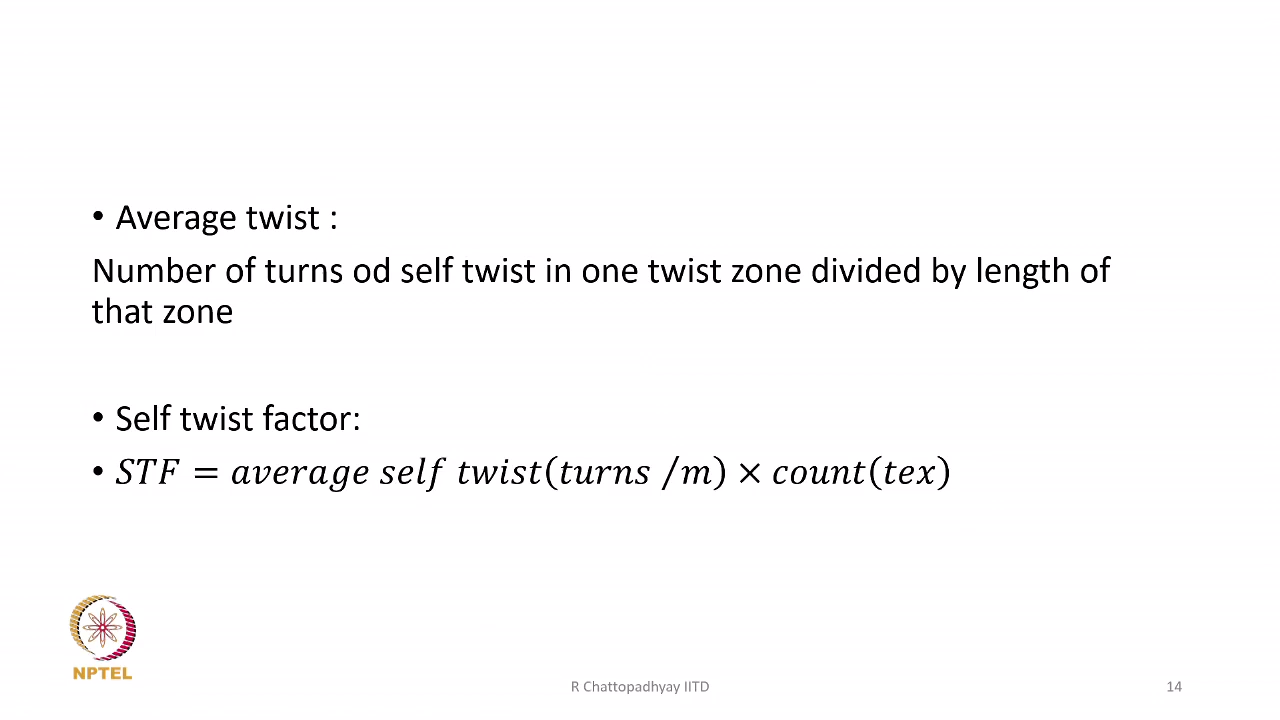 • Average twist :
Number of turns od self twist in one twist zone divided by length of
that zone
• Self twist factor:
• STF = average self twist(turns /m) × count(tex)
NPTEL
R Chattopadhyay IITD
14